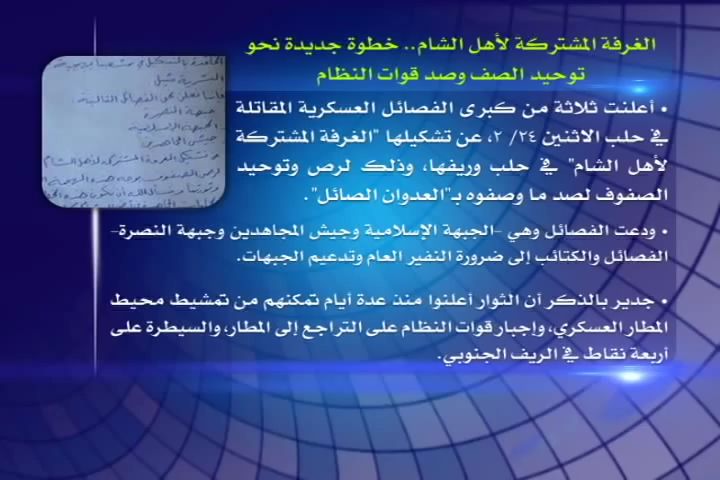 الغرفة المشتركة لأهل الشام.. خطوة جديدة نحو
توحيد الصف وصد قوات النظام
• أعلنت ثلاثة من كبرى الفصائل العسكرية المقاتلة
في حلب الاثنين ٢٤/ ٢، عن تشكيلها "الغرفة المشتركة
لأهل الشام" في حلب وريفها، وذلك لرص وتوحيد
الصفوف لصد ما وصفوه بـ"العدوان الصائل".
• ودعت الفصائل وهي -الجبهة الإسلامية وجيش المجاهدين وجبهة النصرة-
الفصائل والكتائب إلى ضرورة النفير العام وتدعيم الجبهات.
• جدير بالذكر أن الثوار أعلنوا منذ عدة أيام تمكنهم من تمشيط محيط
المطار العسكري، وإجبار قوات النظام على التراجع إلى المطار، والسيطرة على
أربعة نقاط في الريف الجنوبي.
جبهة النصرة
الجبهة الإسلامية